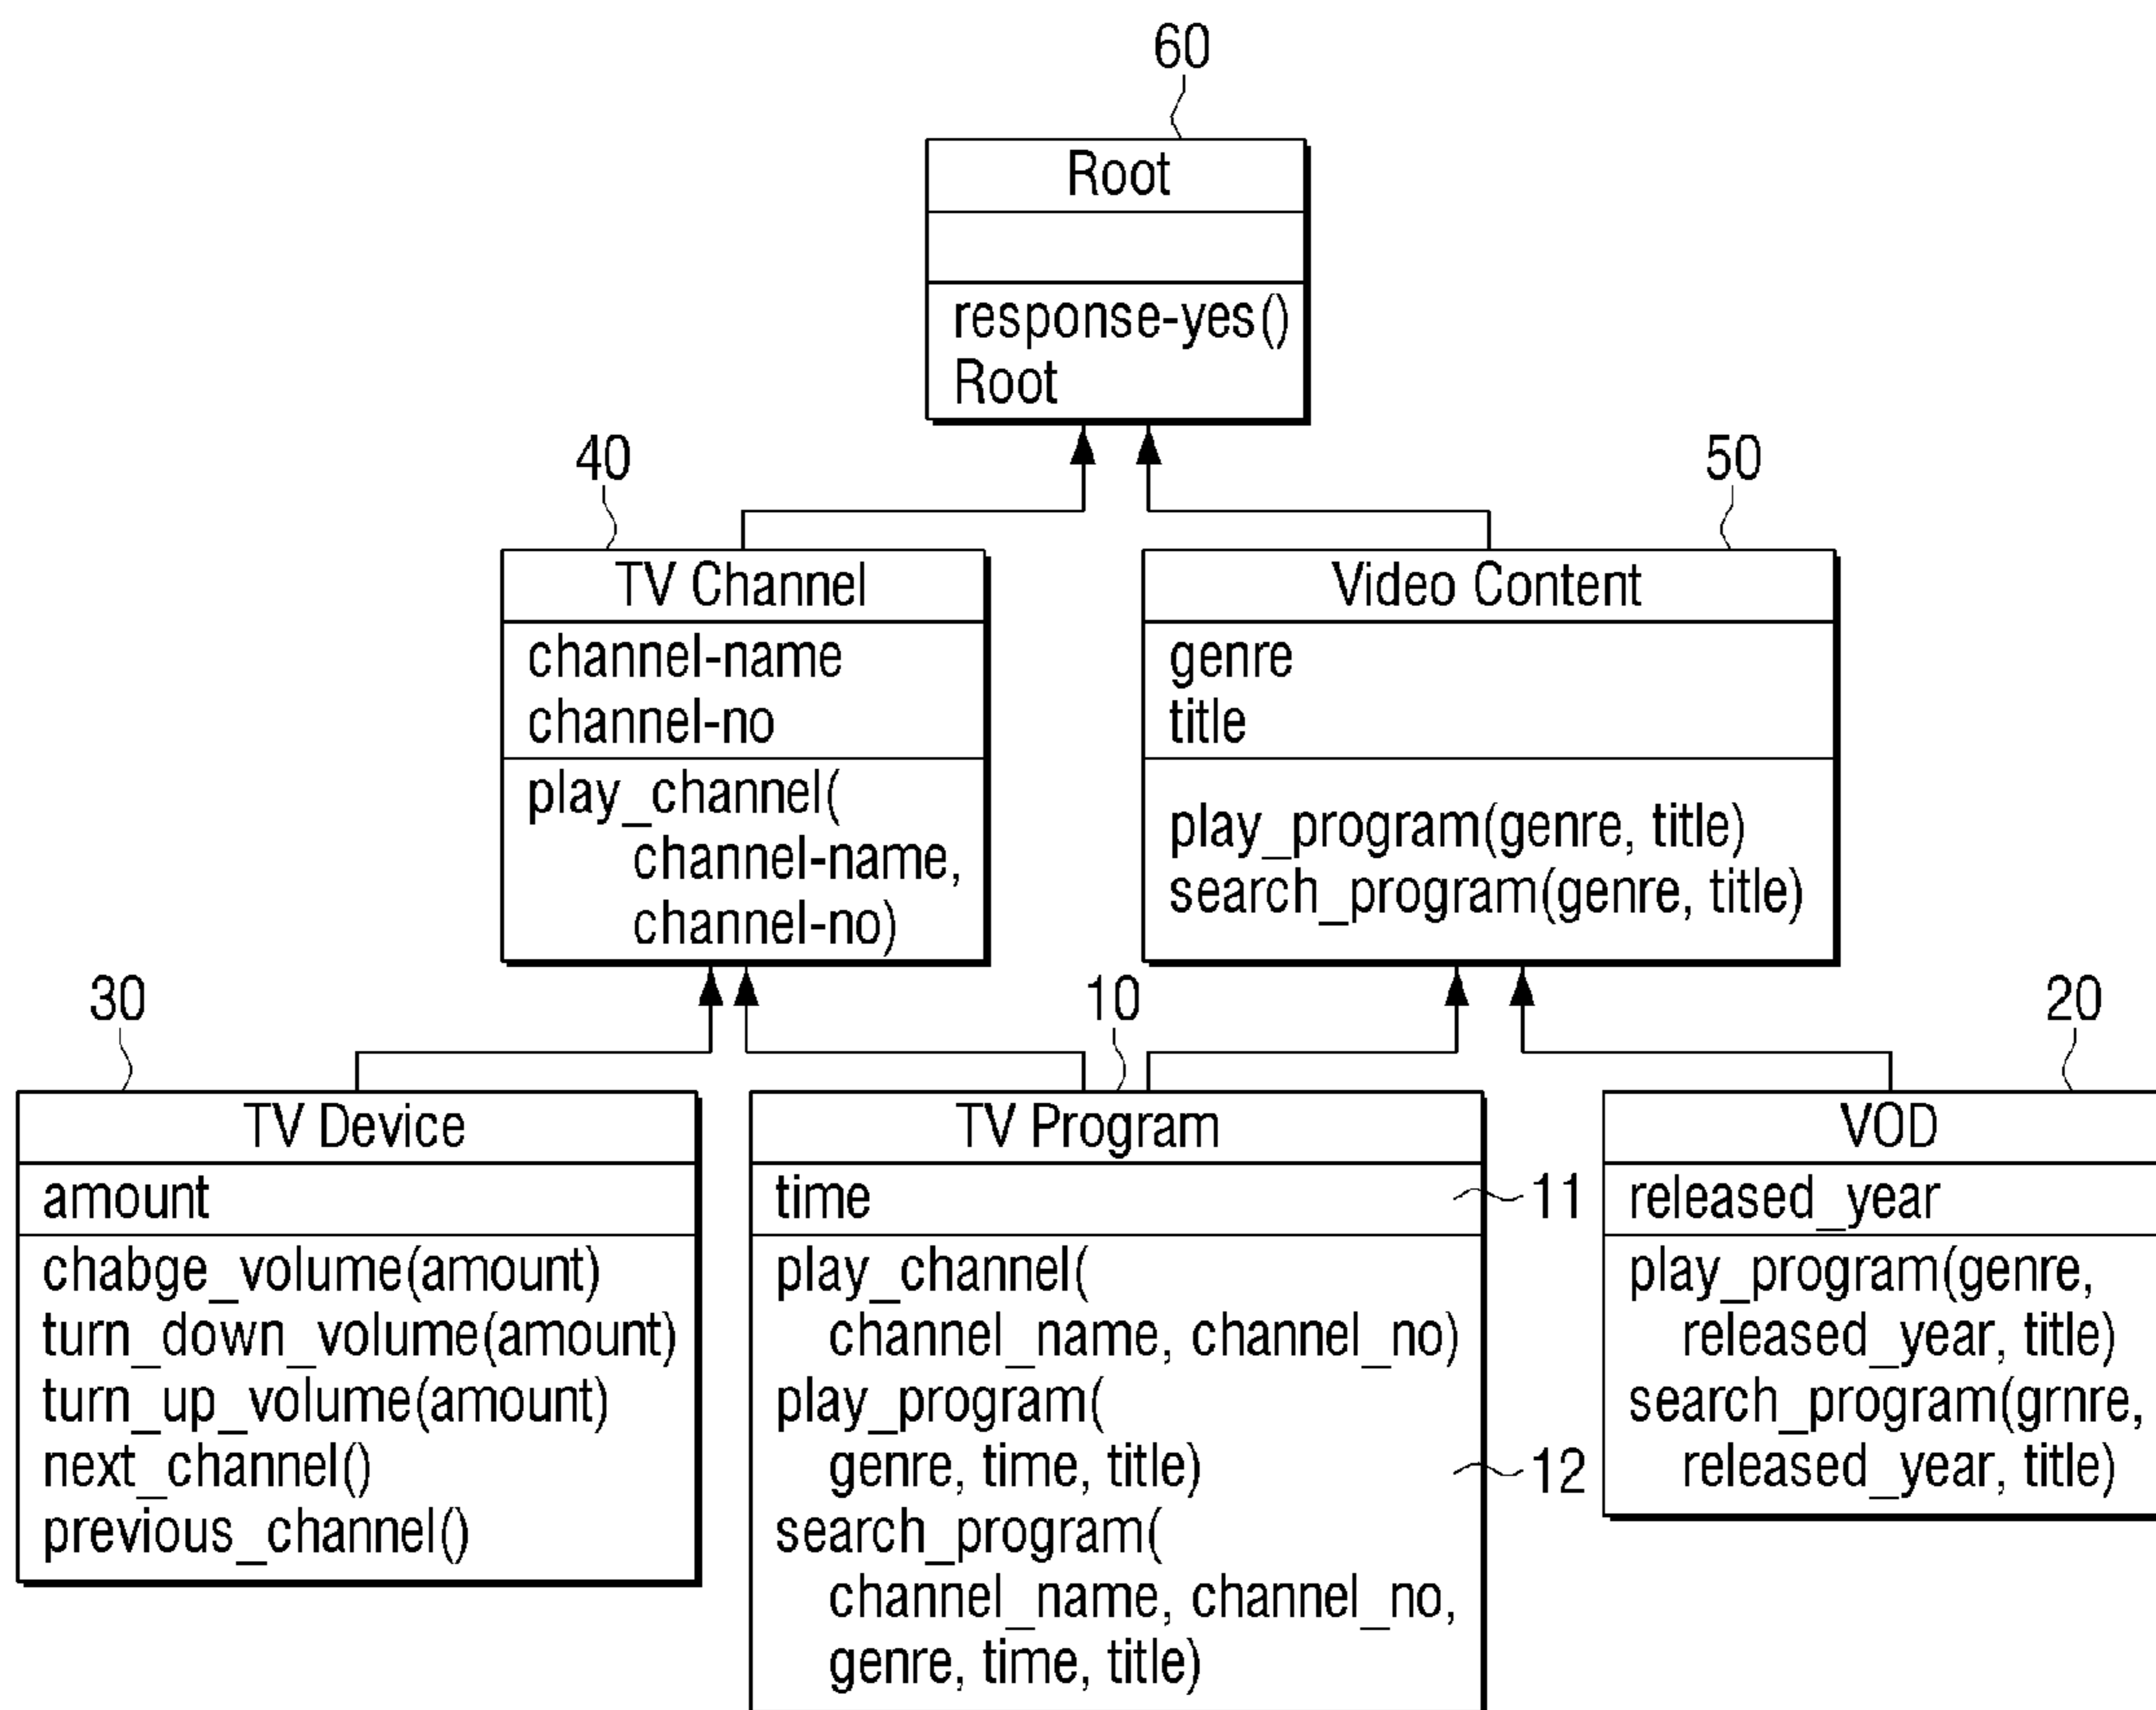 60
Root
response-yes()
Root
40
TV Channel
channel-name
channel-no
play_channel(
channel-name,
channel-no)
50
Video Content
genre
title
play_program(genre, title)
search_program(genre, title)
30
TV Device
amount
chabge_volume(amount)
turn_down_volume(amount)
turn_up_volume(amount)
next_channel()
previous_channel()
10
TV Program
time
11
play_channel(
channel_name, channel_no)
play_program(
genre, time, title)
12
search_program(
channel_name, channel_no,
genre, time, title)
20
VOD
released_year
play_program(genre,
released_year, title)
search_program(grnre,
released_year, title)